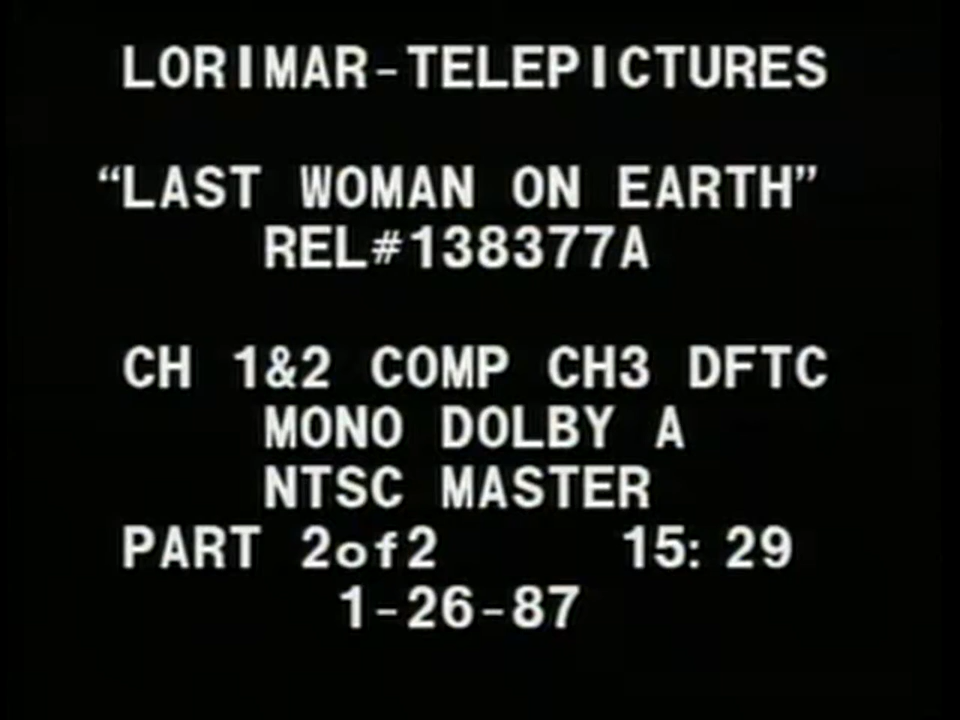 LORIMAR-TELEPICTURES
“LAST WOMAN ON EARTH”
REL#138377A
CH 1&2 COMP CH3 DFTC
MONO DOLBY A
NTSC MASTER
PART 2of2 15:29
1-26-87